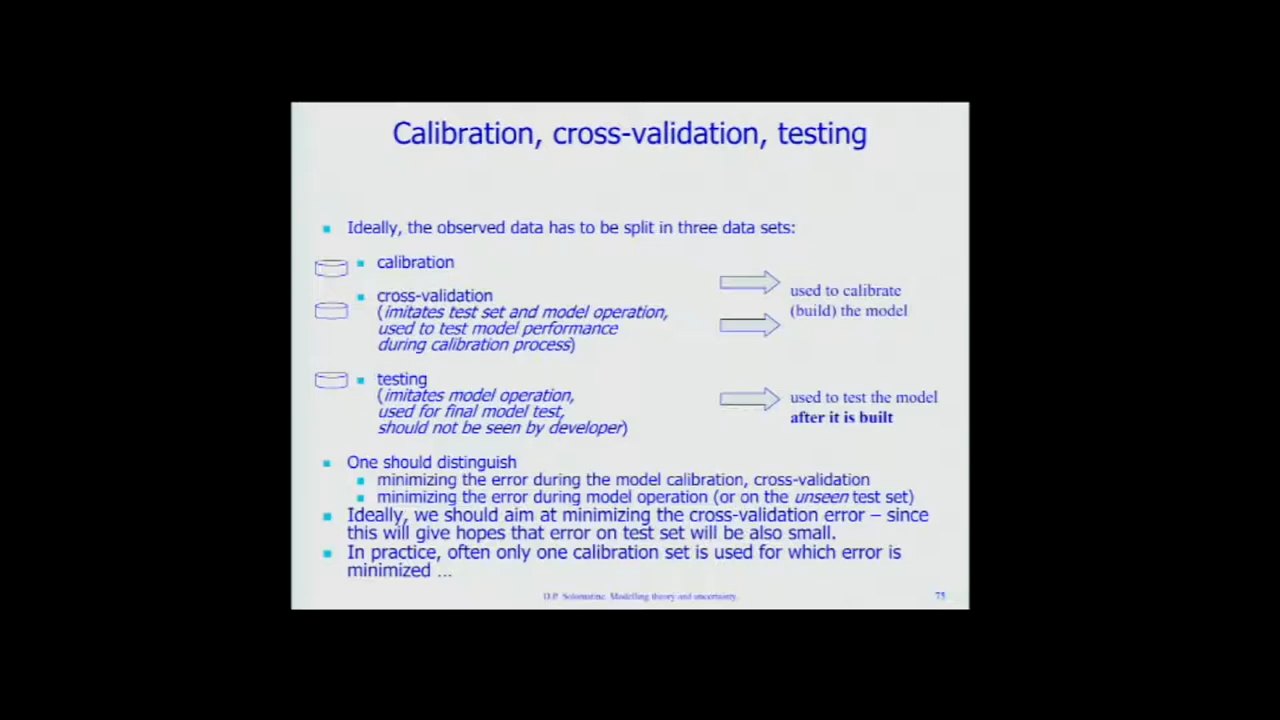 Calibration, cross-validation, testing
Ideally, the observed data has to be split in three data sets:
calibration
cross-validation
(imitates test set and model operation,
used to test model performance
during calibration process)
used to calibrate
(build) the model
testing
(imitates model operation,
used for final model test,
should not be seen by developer)
used to test the model
after it is built
One should distinguish
minimizing the error during the model calibration, cross-validation
minimizing the error during model operation (or on the unseen test set)
Ideally, we should aim at minimizing the cross-validation error – since
this will give hopes that error on test set will be also small.
In practice, often only one calibration set is used for which error is
minimized ...
D.P. Solomatine. Modelling theory and uncertainty.
75